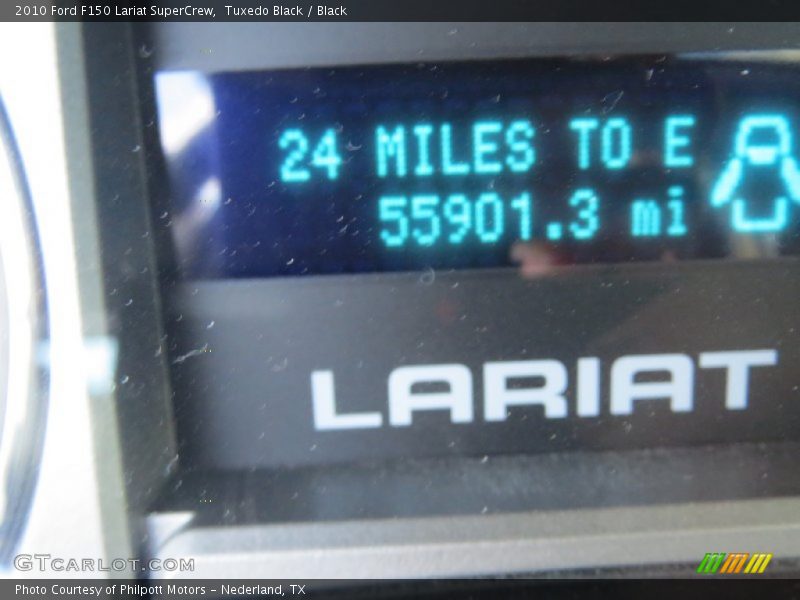 2010 Ford F150 Lariat SuperCrew,  Tuxedo Black / Black
24 MILES TO E
55901.3 mi
LARIAT
GTCARLOT.COM
Photo Courtesy of Philpott Motors - Nederland, TX